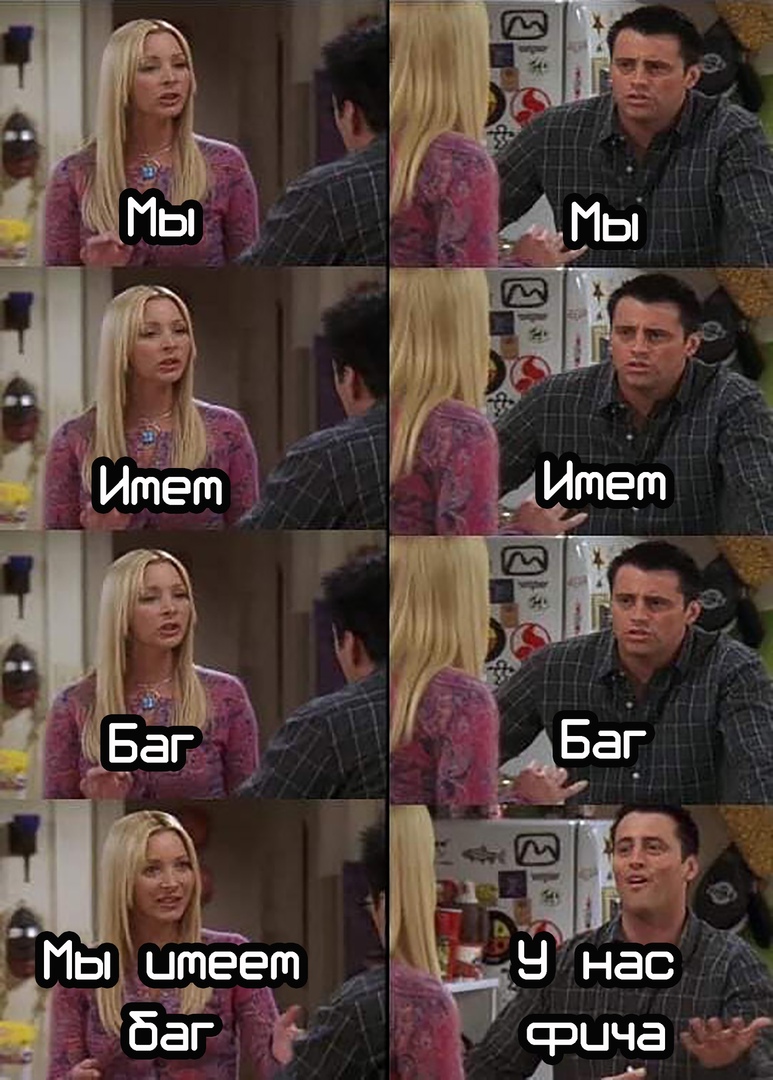 Мы
Мы
Имет
Имет
Баг
Баг
Мы имеет
баг
У нас
фича